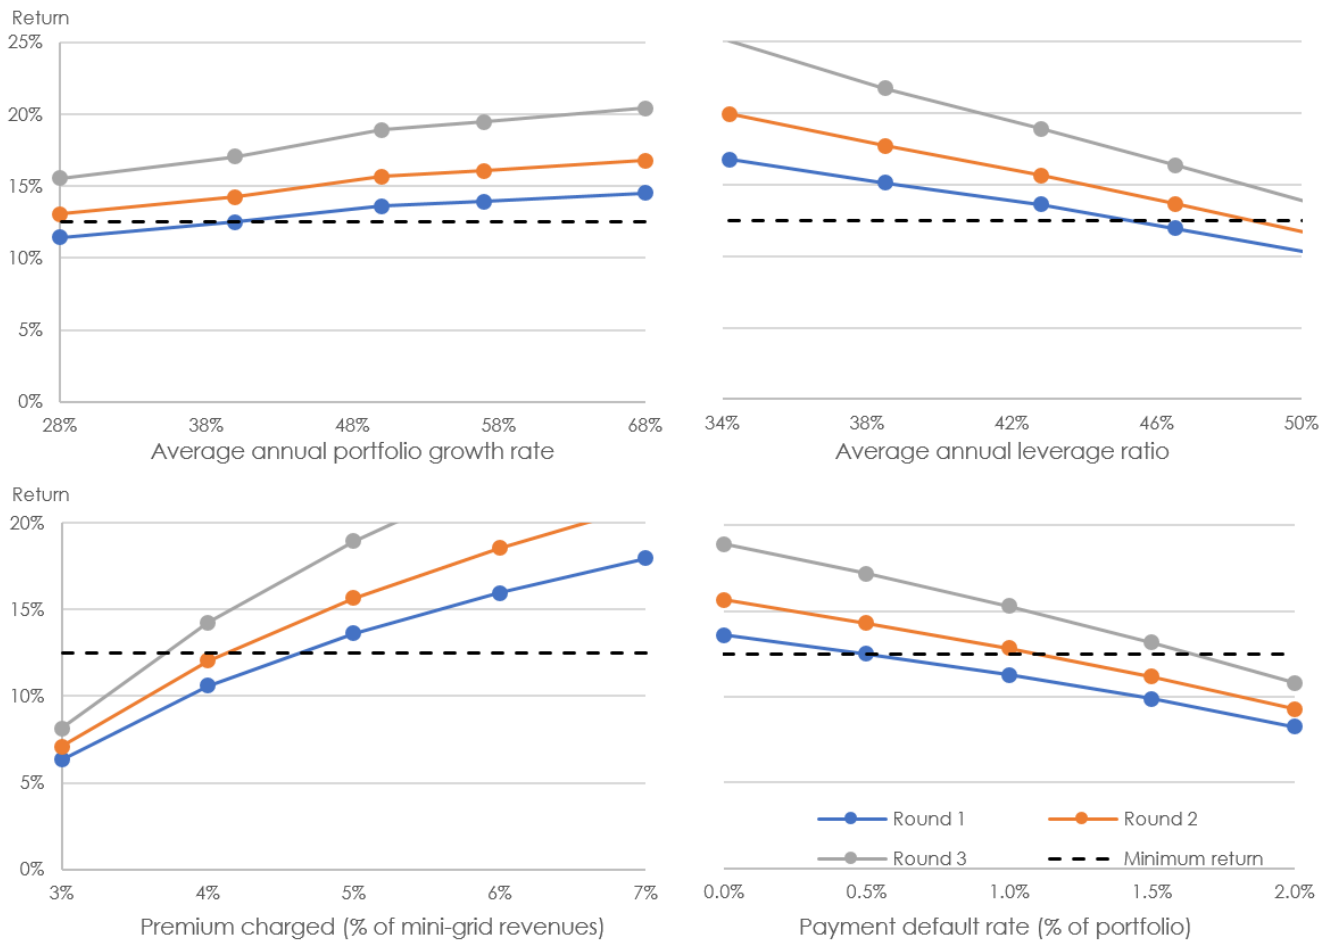 Return
25%
20%
15%
10%
5%
0%
28% 38% 48% 58% 68%
Average annual portfolio growth rate
34% 38% 42% 46% 50%
Average annual leverage ratio
Return
20%
15%
10%
5%
0%
3% 4% 5% 6% 7%
Premium charged (% of mini-grid revenues)
Round 1 Round 2
Round 3 Minimum return
0.0% 0.5% 1.0% 1.5% 2.0%
Payment default rate (% of portfolio)